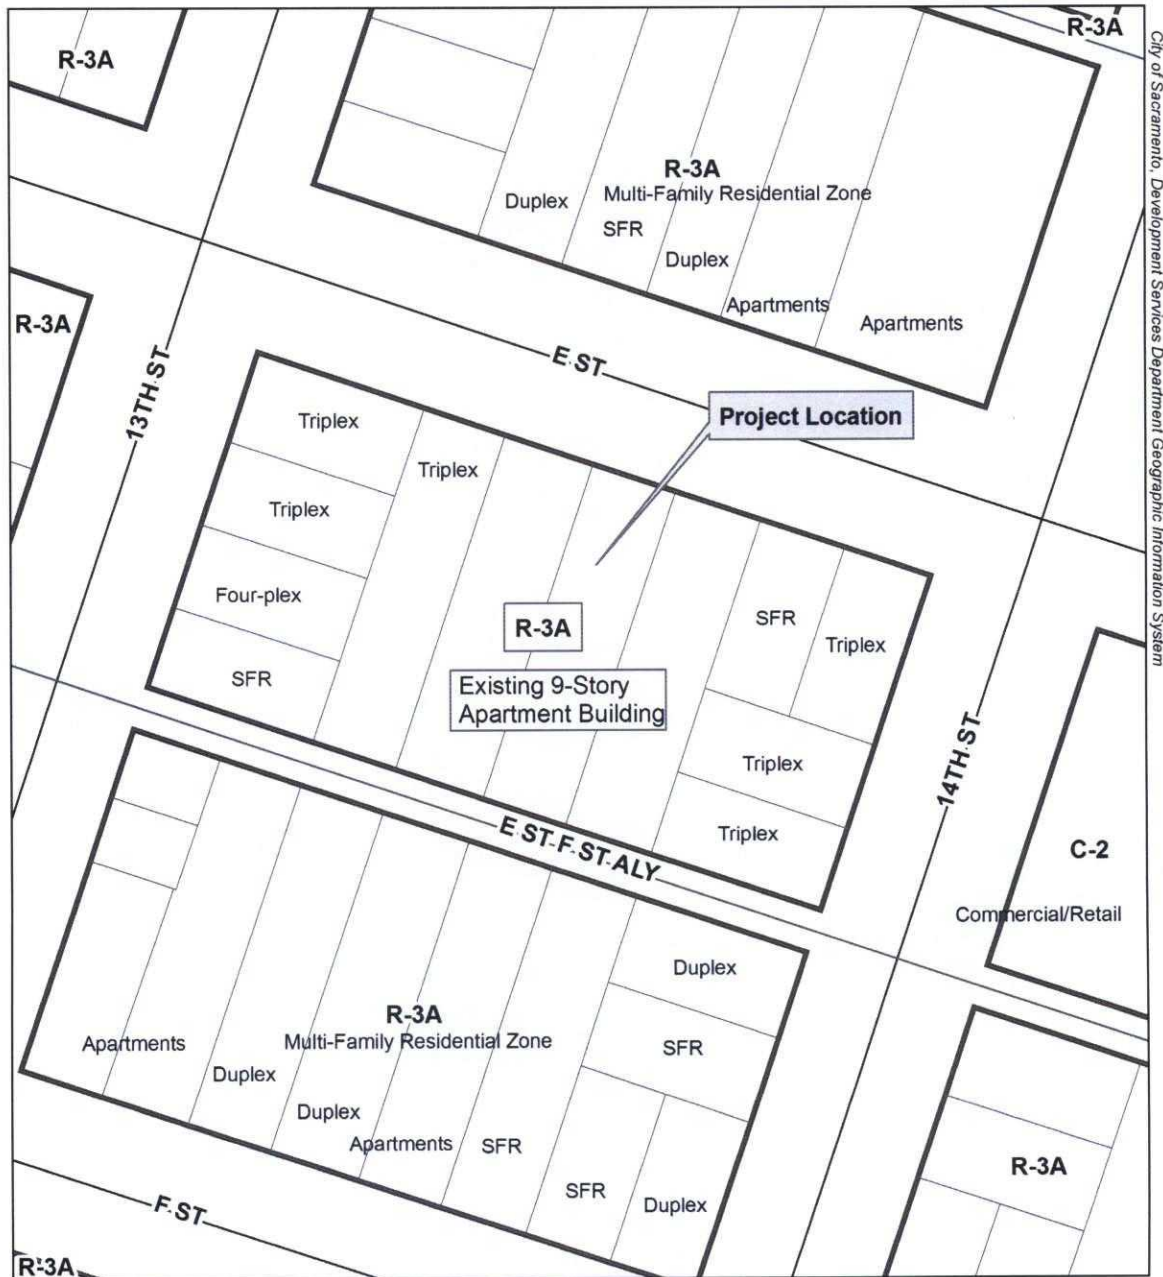 R-3A
R-3A
City of Sacramento, Development Services Department Geographic Information System
R-3A
Multi-Family Residential Zone
Duplex
SFR
Duplex
Apartments
Apartments
R-3A
13TH ST
E ST
Project Location
Triplex
Triplex
Triplex
Four-plex
SFR
R-3A
Existing 9-Story
Apartment Building
SFR
Triplex
Triplex
Triplex
14TH ST
E ST-F ST ALY
C-2
Commercial/Retail
Duplex
R-3A
Multi-Family Residential Zone
SFR
Apartments
Duplex
Duplex
Apartments
SFR
SFR
Duplex
R-3A
F ST
R-3A